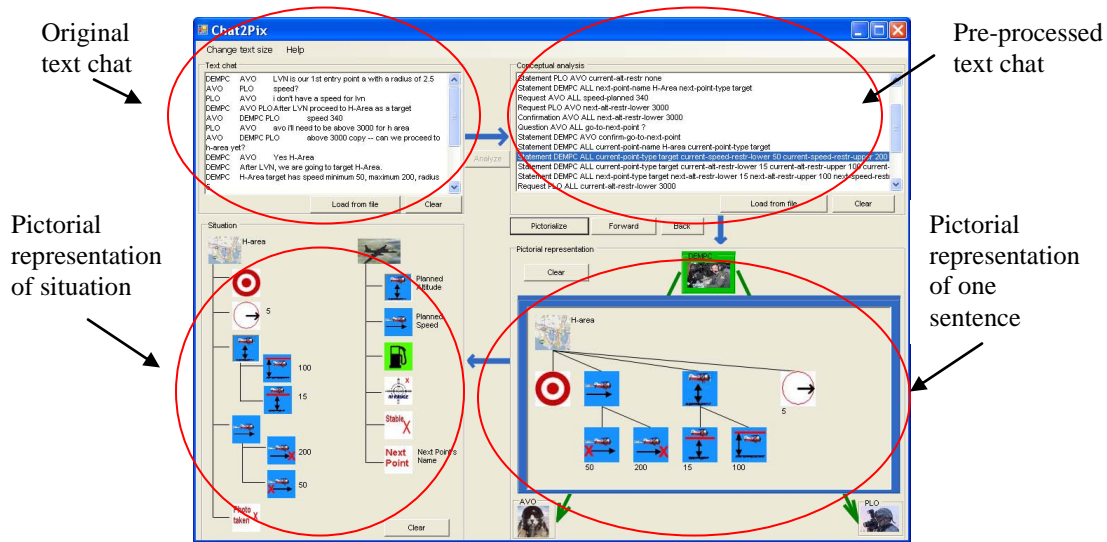 Original
text chat
Pre-processed
text chat
Pictorial
representation
of situation
Pictorial
representation
of one
sentence
Chat2Pix
Change text size Help
Text chat
DEMPC AVO LVN is our 1st entry point a with a radius of 2.5
AVO PLO speed?
PLO AVO i don't have a speed for lvn
DEMPC AVO PLO After LVN proceed to H-Area as a target
AVO DEMPC PLO speed 340
PLO AVO avo i'll need to be above 3000 for h area
AVO DEMPC PLO above 3000 copy -- can we proceed to
h-area yet?
DEMPC AVO Yes H-Area
DEMPC After LVN, we are going to target H-Area.
DEMPC H-Area target has speed minimum 50, maximum 200, radius
5
Load from file Clear
Analyze
Conceptual analysis
Statement PLO AVO current-alt-restr none
Statement DEMPC ALL next-point-name H-Area next-point-type target
Request AVO ALL speed-planned 340
Request PLO AVO next-alt-restr-lower 3000
Confirmation AVO ALL next-alt-restr-lower 3000
Question AVO ALL go-to-next-point ?
Statement DEMPC AVO confirm-go-to-next-point
Statement DEMPC ALL current-point-name H-area current-point-type target
Statement DEMPC ALL current-point-type target current-speed-restr-lower 50 current-speed-restr-upper 200
Statement DEMPC ALL current-point-type target current-alt-restr-lower 15 current-alt-restr-upper 100 current-
Statement DEMPC ALL next-point-type target next-alt-restr-lower 15 next-alt-restr-upper 100 next-speed-restr
Request PLO ALL current-alt-restr-lower 3000
Load from file Clear
Pictorialize Forward Back
Situation
H-area
5
100
15
200
50
Photo
taken X
Planned
Altitude
Planned
Speed
X
in RANGE
Stable X
Next
Point
Next Point's
Name
Clear
Pictorial representation
Clear
DEMPC
H-area
5
50 200 15 100
AVO
PLO